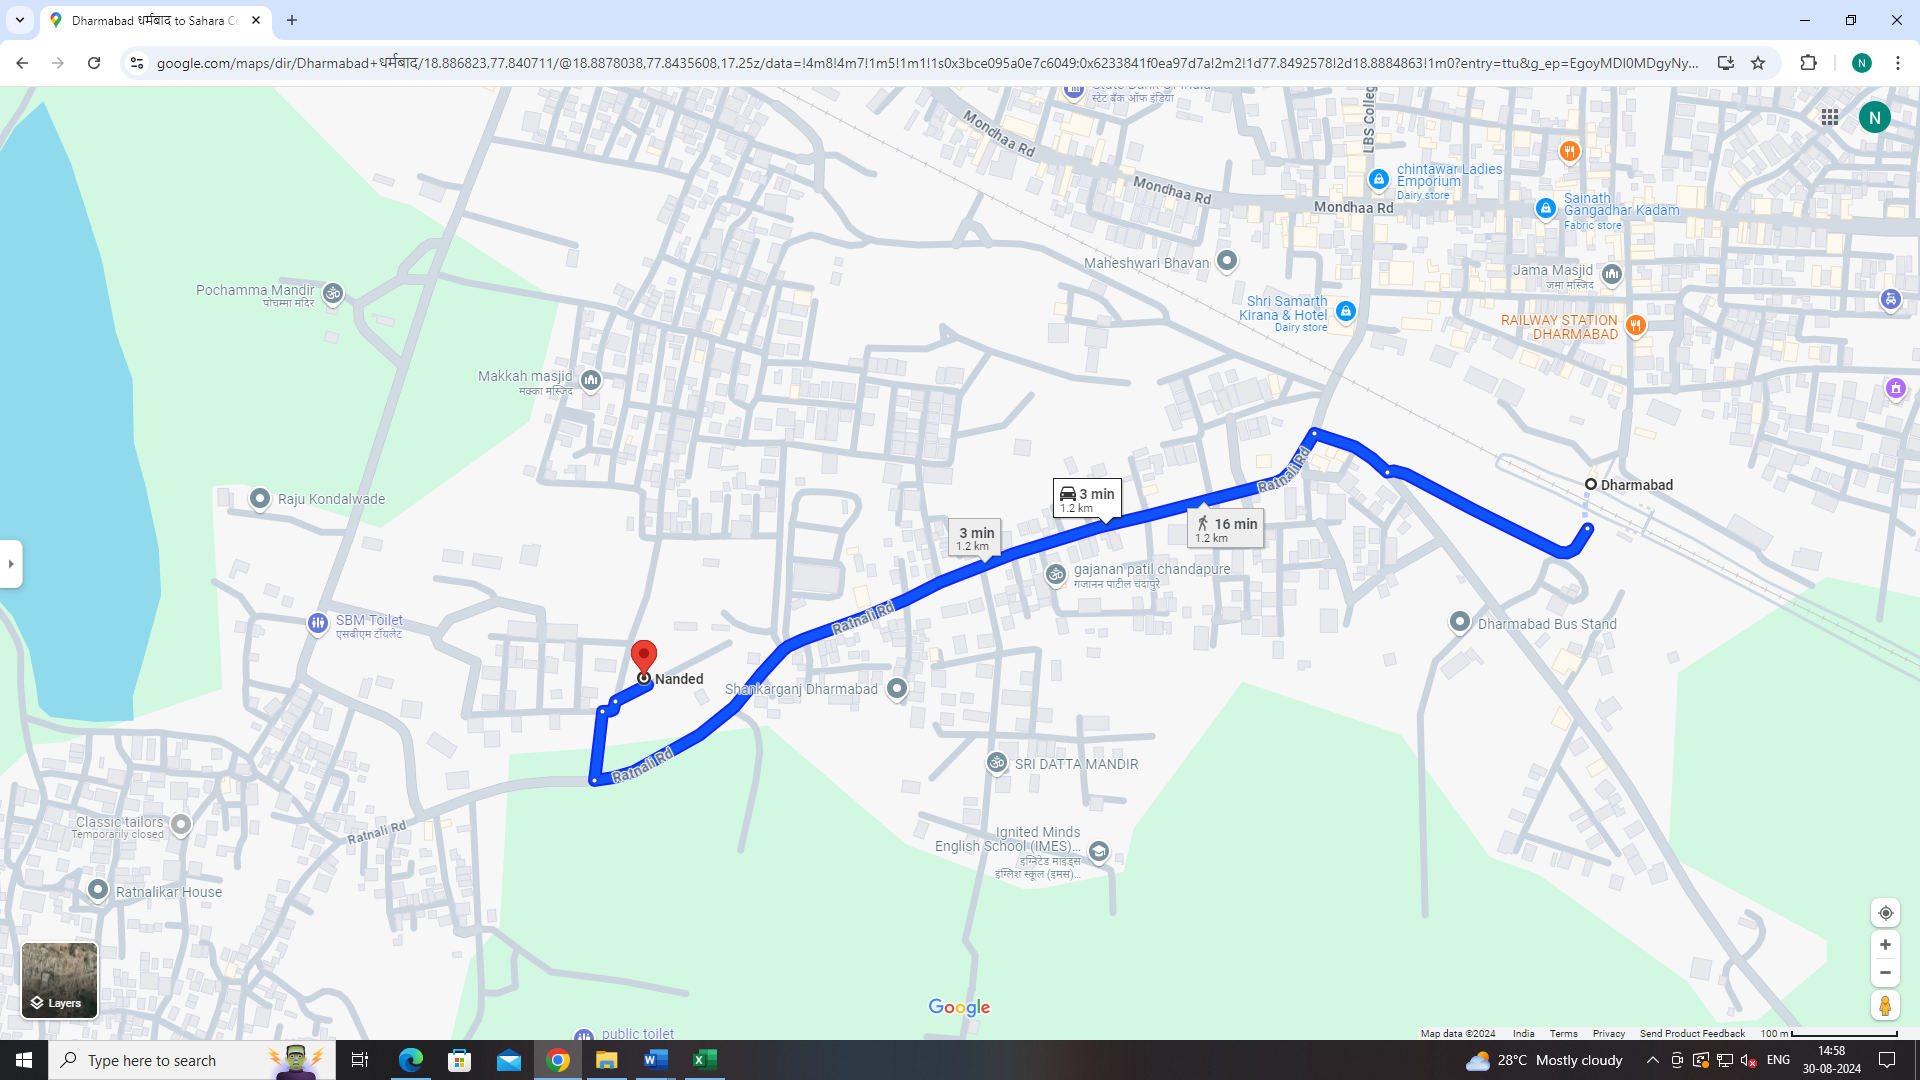 Dharmabad धर्मबाद to Sahara Co
google.com/maps/dir/Dharmabad+धर्मबाद/18.886823,77.840711/@18.8878038,77.8435608,17.25z/data=!4m8!4m7!1m5!1m1!1s0x3bce095a0e7c6049:0x6233841f0ea97d7a!2m2!1d77.8492578!2d18.8884863!1m0?entry=ttu&g_ep=EgoyMDI0MDgyNy...
N
State Bank Of India
स्टेट बँक ऑफ इंडिया
N
LBS Colleg
Mondhaa Rd
chintawar Ladies
Emporium
Dairy store
Mondhaa Rd
Mondhaa Rd
Sainath
Gangadhar Kadam
Fabric store
Maheshwari Bhavan
Jama Masjid
जमा मस्जिद
Pochamma Mandir
पोचम्मा मंदिर
Shri Samarth
Kirana & Hotel
Dairy store
RAILWAY STATION
DHARMABAD
Makkah masjid
मक्का मस्जिद
Ratnali Rd
Dharmabad
Raju Kondalwade
3 min
1.2 km
16 min
1.2 km
3 min
1.2 km
gajanan patil chandapure
गजानन पाटील चंदापुरे
Ratnali Rd
SBM Toilet
एसबीएम टॉयलेट
Dharmabad Bus Stand
Nanded
Shankarganj Dharmabad
Ratnali Rd
SRI DATTA MANDIR
Classic tailors
Temporarily closed
Ratnali Rd
Ignited Minds
English School (IMES)...
इग्निटेड माइंड्स
इंग्लिश स्कूल (इमस)...
Ratnalikar House
Layers
Google
public toilet
Map data ©2024 India Terms Privacy Send Product Feedback 100 m
Type here to search
28°C Mostly cloudy
ENG
14:58
30-08-2024